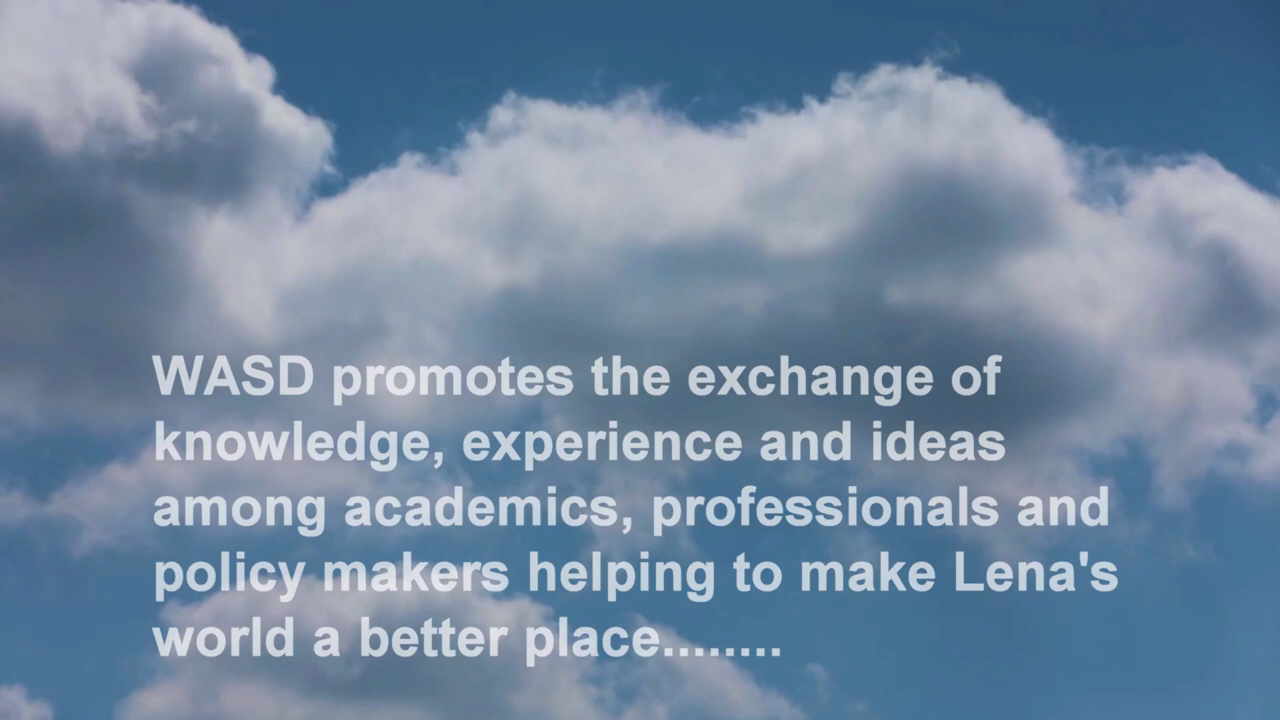 WASD promotes the exchange of
knowledge, experience and ideas
among academics, professionals and
policy makers helping to make Lena's
world a better place........